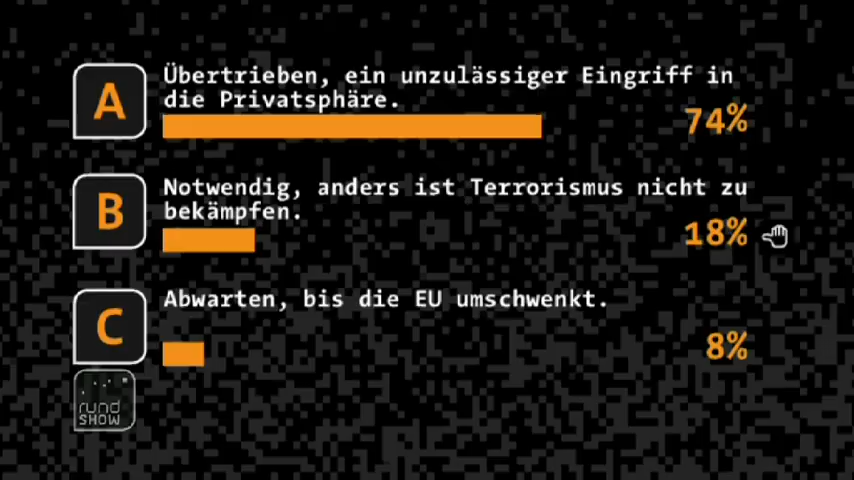 A
Übertrieben, ein unzulässiger Eingriff in
die Privatsphäre.
74%
B
Notwendig, anders ist Terrorismus nicht zu
bekämpfen.
18%
C
Abwarten, bis die EU umschwenkt.
8%
rund
SHOW